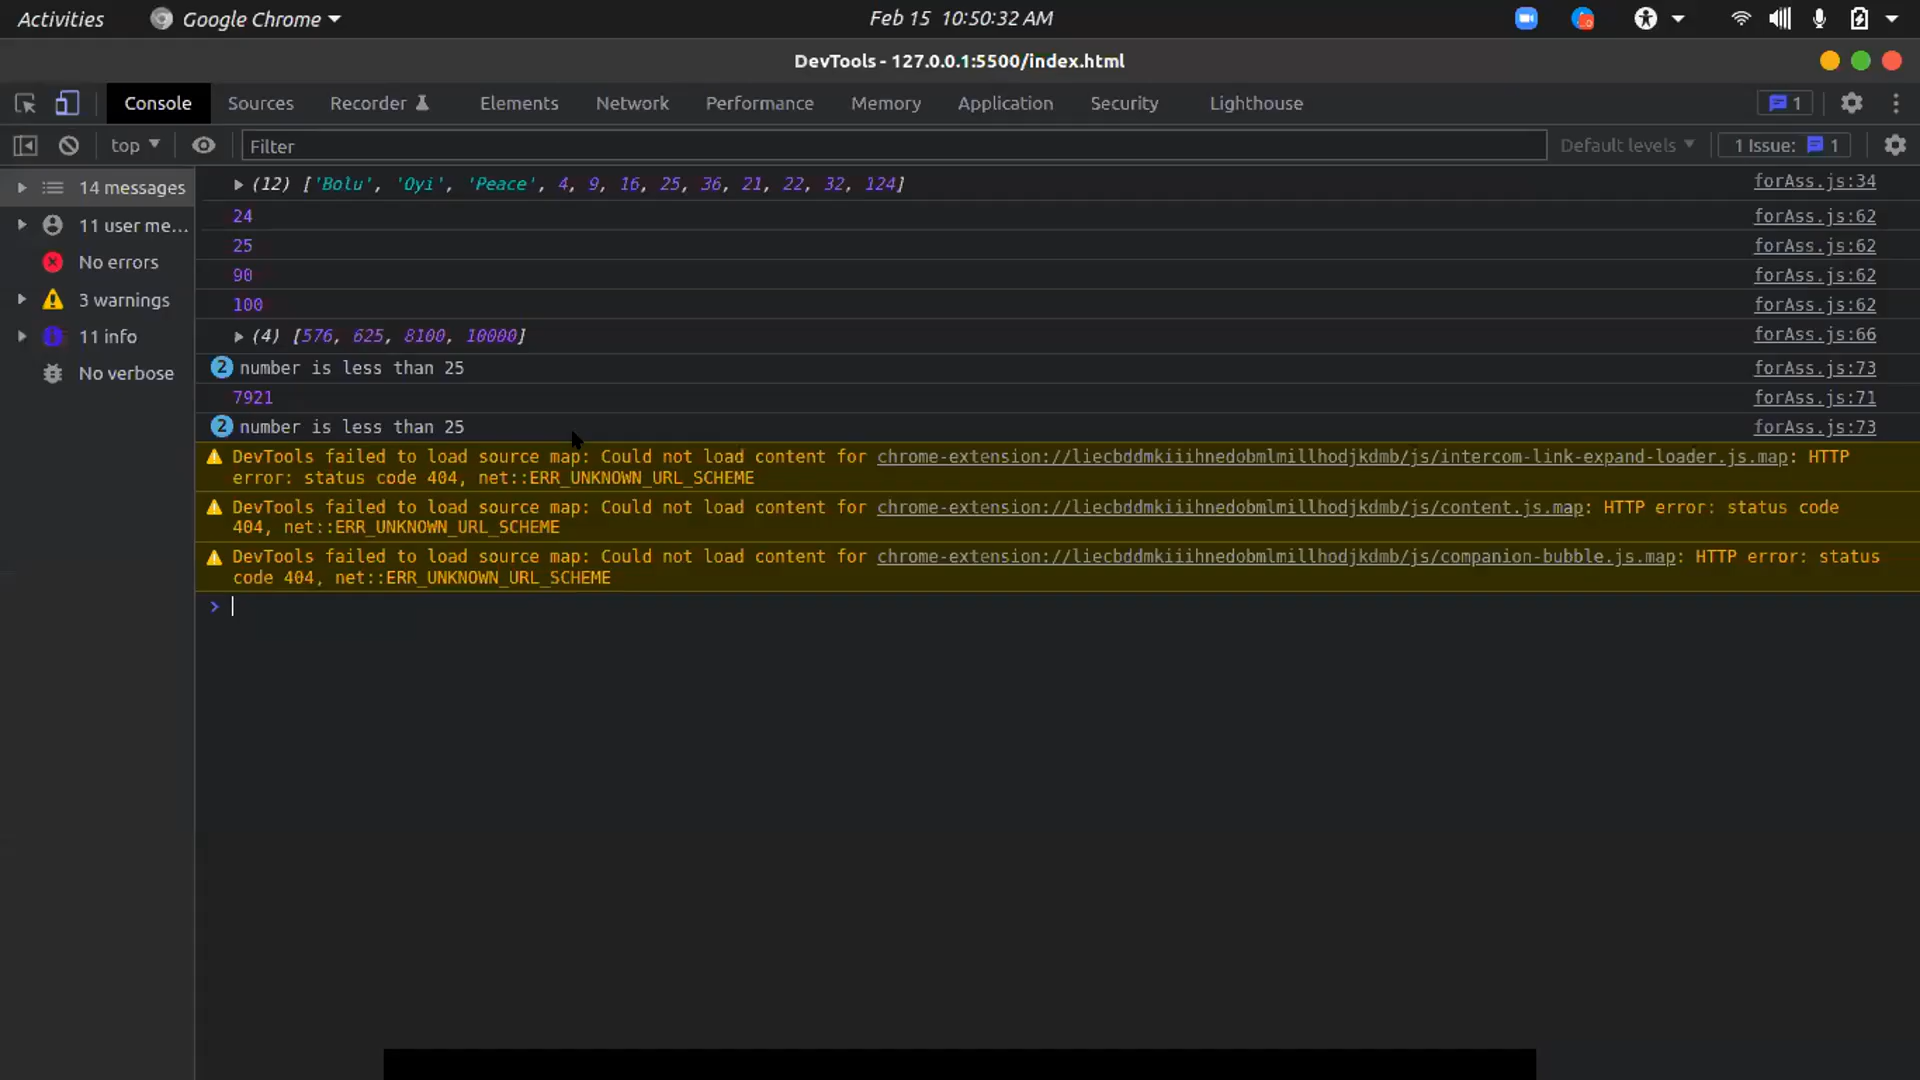 Activities Google Chrome Feb 15 10:50:32 AM
DevTools - 127.0.0.1:5500/index.html
Console Sources Recorder Elements Network Performance Memory Application Security Lighthouse 1
top Filter Default levels 1 Issue: 1
14 messages
11 user me...
No errors
3 warnings
11 info
No verbose
(12) ['Bolu', 'Oyi', 'Peace', 4, 9, 16, 25, 36, 21, 22, 32, 124] forAss.js:34
24 forAss.js:62
25 forAss.js:62
90 forAss.js:62
100 forAss.js:62
(4) [576, 625, 8100, 10000] forAss.js:66
2 number is less than 25 forAss.js:73
7921 forAss.js:71
2 number is less than 25 forAss.js:73
DevTools failed to load source map: Could not load content for chrome-extension://liecbddmkiiihnedobmlmillhodjkdmb/js/intercom-link-expand-loader.js.map: HTTP
error: status code 404, net::ERR_UNKNOWN_URL_SCHEME
DevTools failed to load source map: Could not load content for chrome-extension://liecbddmkiiihnedobmlmillhodjkdmb/js/content.js.map: HTTP error: status code
404, net::ERR_UNKNOWN_URL_SCHEME
DevTools failed to load source map: Could not load content for chrome-extension://liecbddmkiiihnedobmlmillhodjkdmb/js/companion-bubble.js.map: HTTP error: status
code 404, net::ERR_UNKNOWN_URL_SCHEME